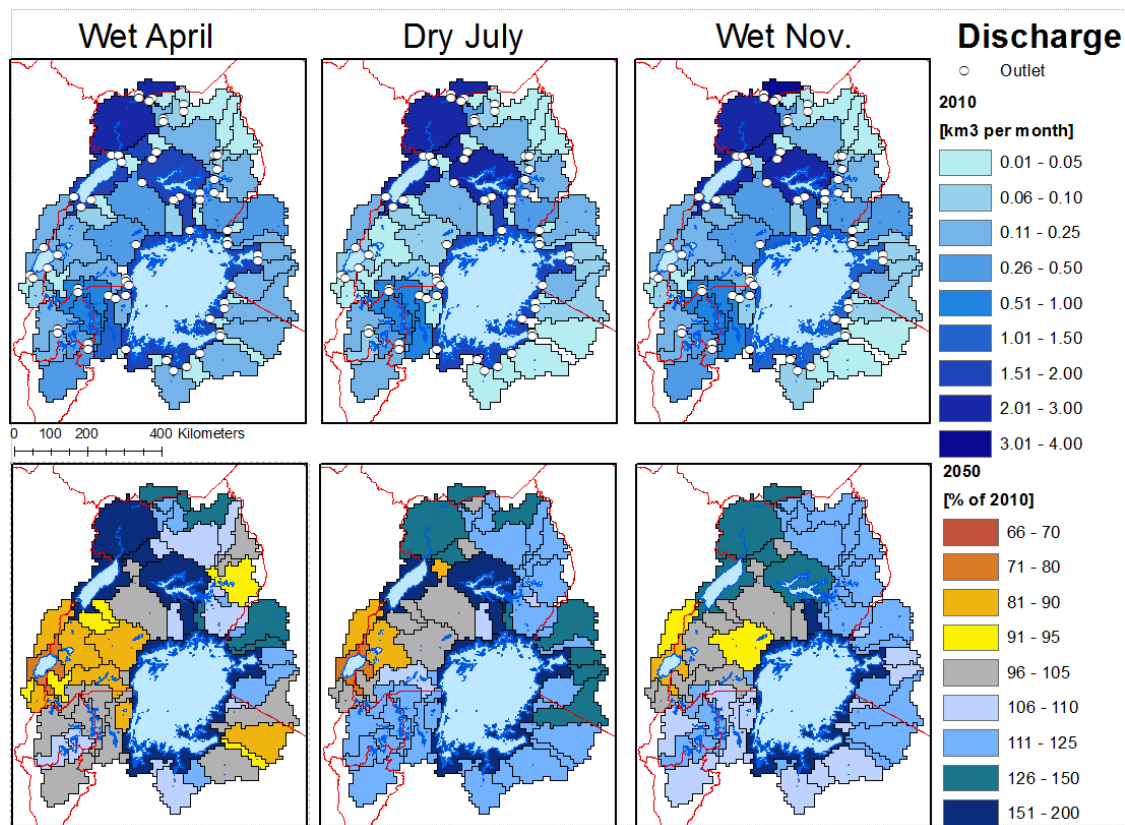 Wet April
Dry July
Wet Nov.
Discharge
Outlet
2010
[km3 per month]
0.01 - 0.05
0.06 - 0.10
0.11 - 0.25
0.26 - 0.50
0.51 - 1.00
1.01 - 1.50
1.51 - 2.00
2.01 - 3.00
3.01 - 4.00
0 100 200 400 Kilometers
2050
[% of 2010]
66 - 70
71 - 80
81 - 90
91 - 95
96 - 105
106 - 110
111 - 125
126 - 150
151 - 200